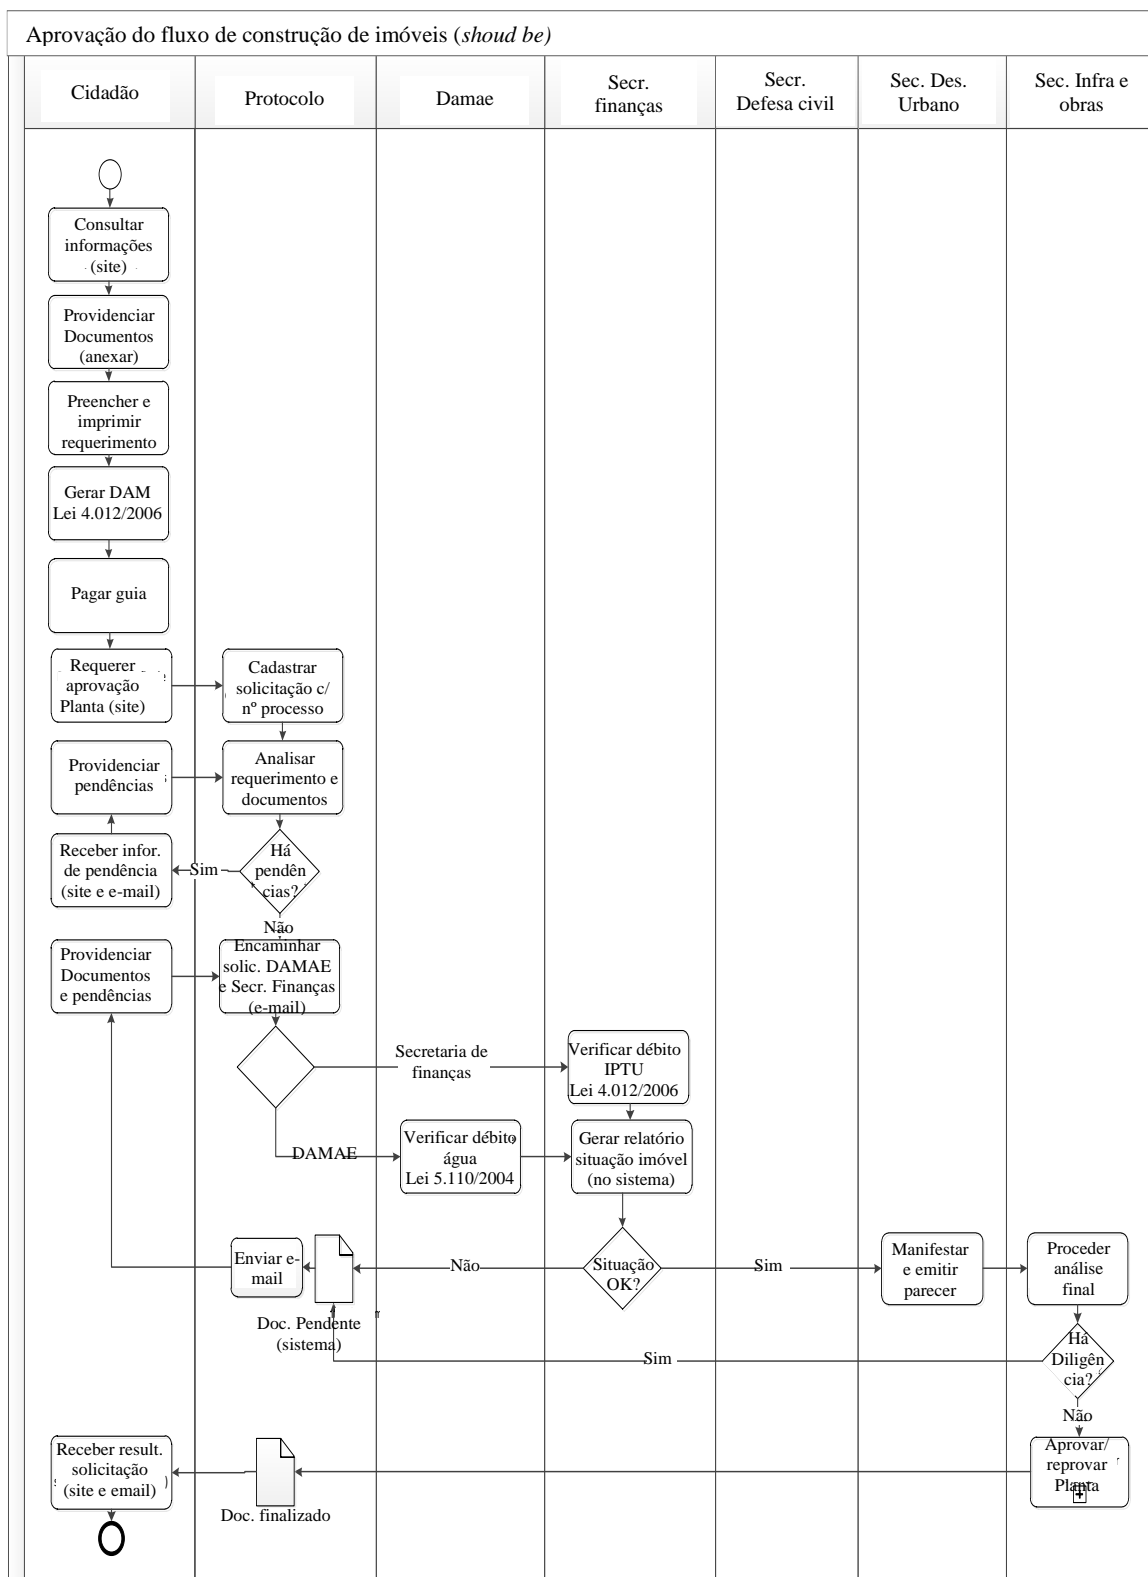 Aprovação do fluxo de construção de imóveis (shoud be)
Cidadão
Protocolo
Damae
Secr.
finanças
Secr.
Defesa civil
Sec. Des.
Urbano
Sec. Infra e
obras
Consultar
informações
(site)
Providenciar
Documentos
(anexar)
Preencher e
imprimir
requerimento
Gerar DAM
Lei 4.012/2006
Pagar guia
Requerer
aprovação
Planta (site)
Cadastrar
solicitação c/
nº processo
Providenciar
pendências
Analisar
requerimento e
documentos
Receber infor.
de pendência
(site e e-mail)
Sim
Há
pendên
cias?
Não
Providenciar
Documentos
e pendências
Encaminhar
solic. DAMAE
e Secr. Finanças
(e-mail)
Secretaria de
finanças
Verificar débito
IPTU
Lei 4.012/2006
DAMAE
Verificar débito
água
Lei 5.110/2004
Gerar relatório
situação imóvel
(no sistema)
Enviar e-
mail
Doc. Pendente
(sistema)
Não
Situação
OK?
Sim
Manifestar
e emitir
parecer
Proceder
análise
final
Sim
Há
Diligên
cia?
Não
Receber result.
solicitação
(site e email)
Doc. finalizado
Aprovar/
reprovar
Planta